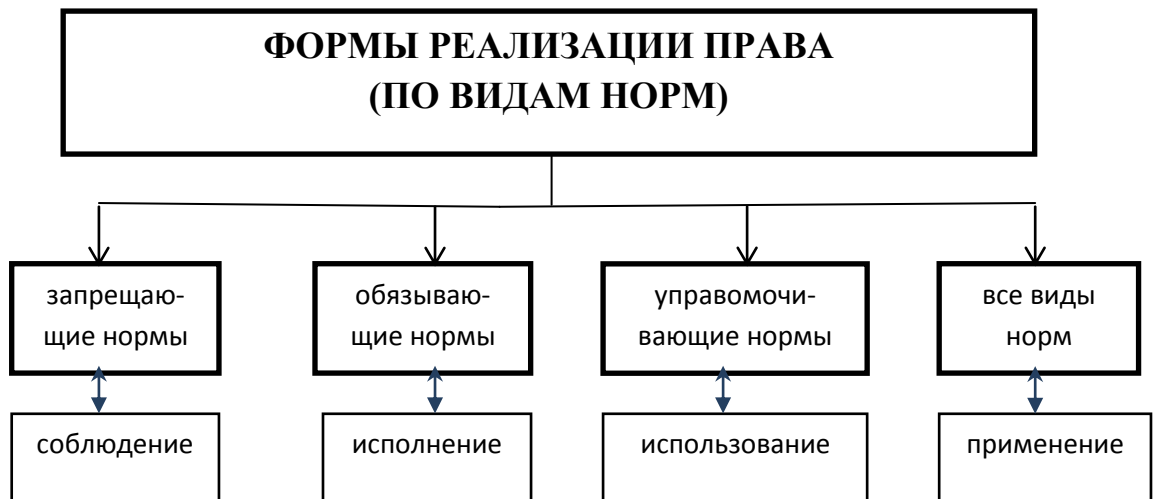 ФОРМЫ РЕАЛИЗАЦИИ ПРАВА
(ПО ВИДАМ НОРМ)
запрещаю-
щие нормы
обязываю-
щие нормы
управомочи-
вающие нормы
все виды
норм
соблюдение
исполнение
использование
применение